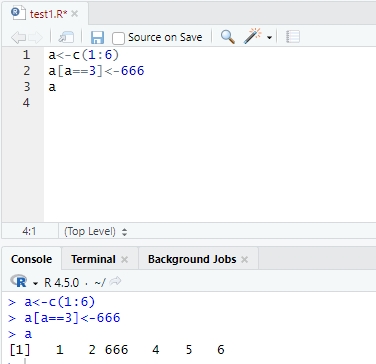 test1.R*
Source on Save
1 a<-c(1:6)
2 a[a==3]<-666
3 a
4
4:1 (Top Level)
Console Terminal Background Jobs
R 4.5.0 · ~/
> a<-c(1:6)
> a[a==3]<-666
> a
[1]   1   2 666   4   5   6